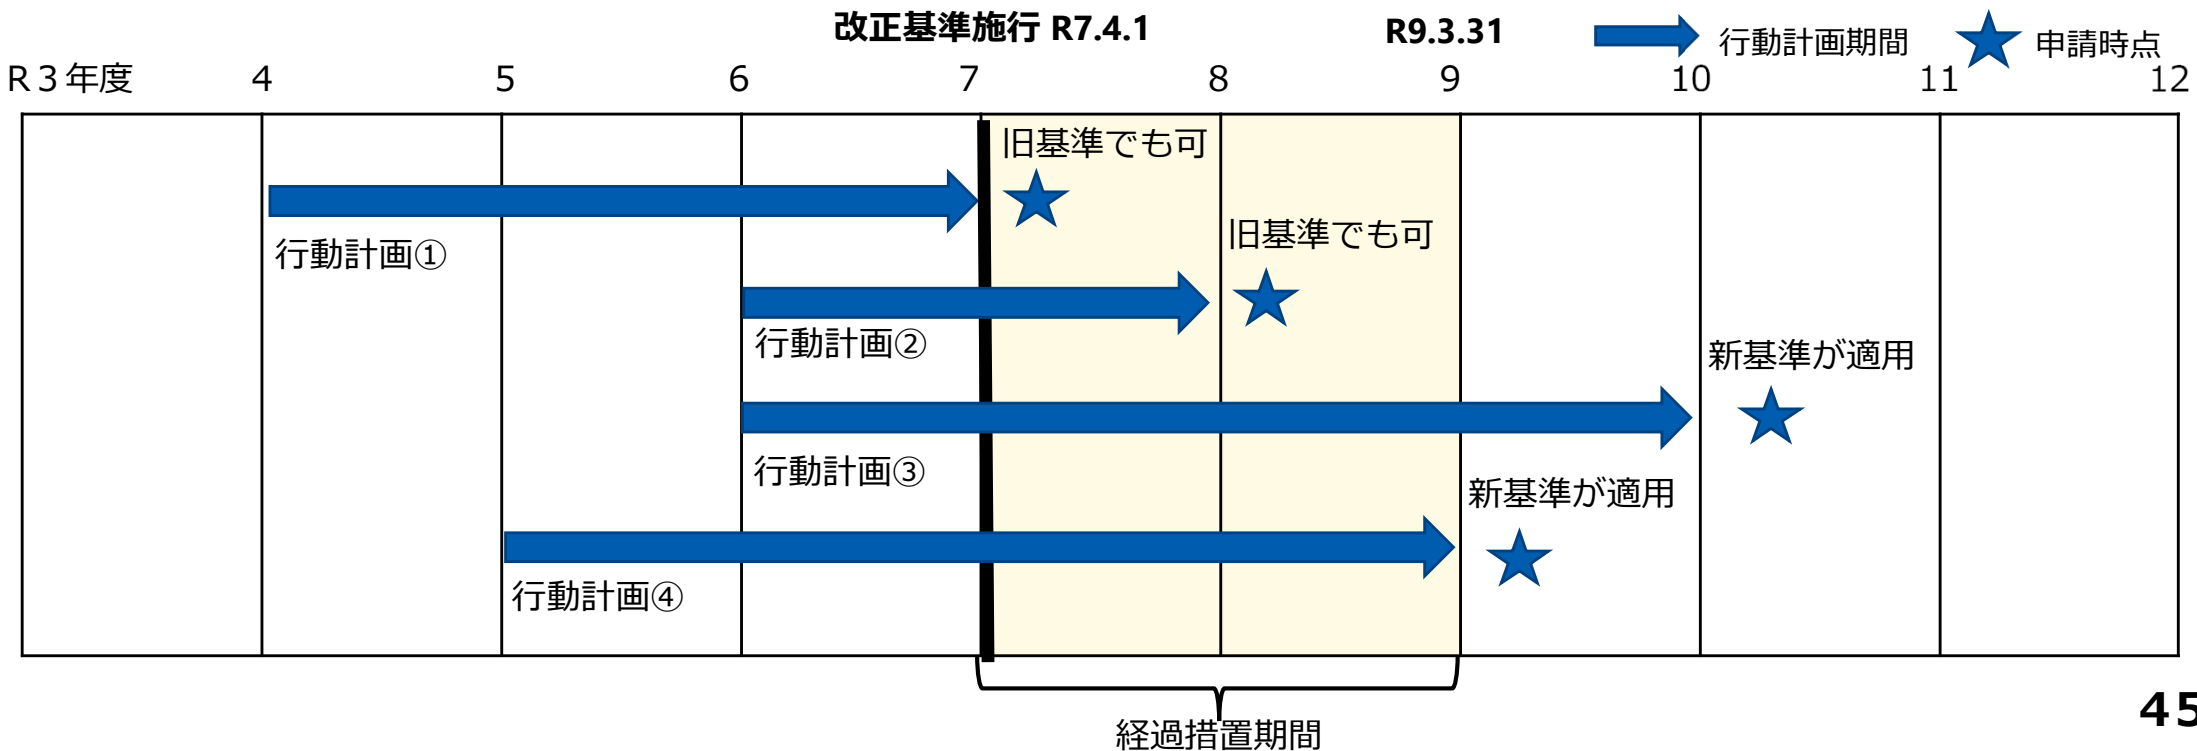 改正基準施行 R7.4.1
R9.3.31
行動計画期間
申請時点
R３年度 4 5 6 7 8 9 10 11 12
旧基準でも可
行動計画①
旧基準でも可
行動計画②
新基準が適用
行動計画③
新基準が適用
行動計画④
経過措置期間
45